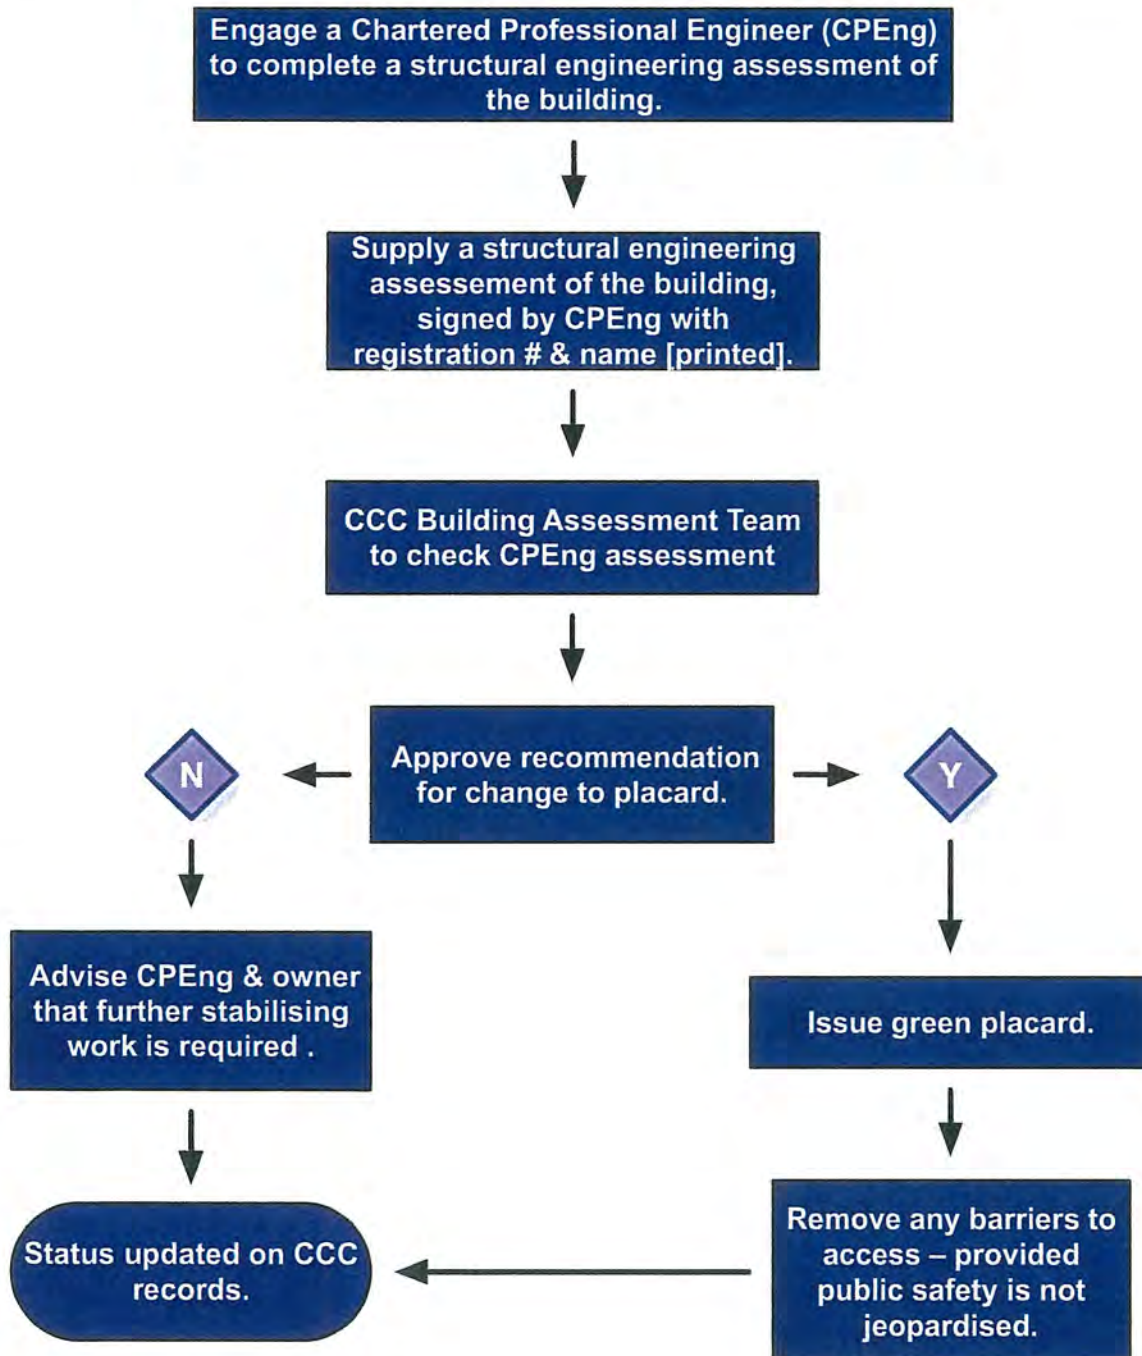 Engage a Chartered Professional Engineer (CPEng)
to complete a structural engineering assessment of
the building.
Supply a structural engineering
assessement of the building,
signed by CPEng with
registration # & name [printed].
CCC Building Assessment Team
to check CPEng assessment
Approve recommendation
for change to placard.
N
Y
Advise CPEng & owner
that further stabilising
work is required .
Issue green placard.
Status updated on CCC
records.
Remove any barriers to
access – provided
public safety is not
jeopardised.